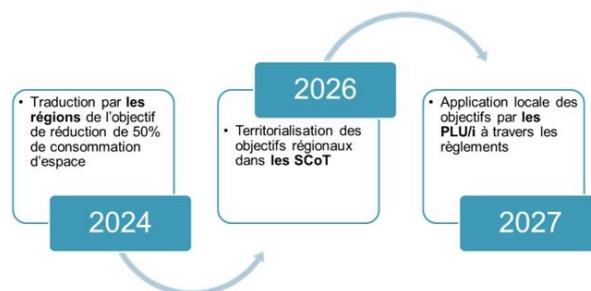 • Traduction par les
régions de l'objectif
de réduction de 50%
de consommation
d'espace
2024
2026
• Territorialisation des
objectifs régionaux
dans les SCoT
• Application locale des
objectifs par les
PLU/i à travers les
règlements
2027